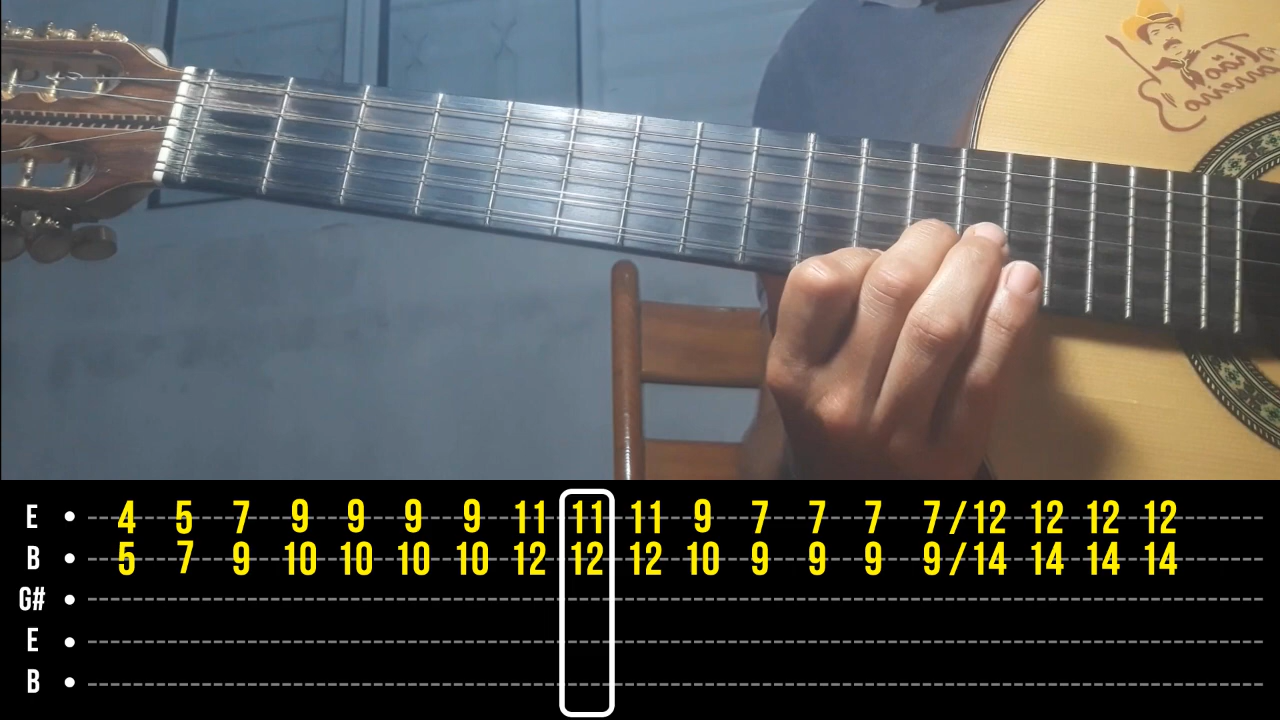 Tião
Carreiro
E • 4 5 7 9 9 9 9 11 11 11 9 7 7 7 7/12 12 12 12
B • 5 7 9 10 10 10 10 12 12 12 10 9 9 9 9/14 14 14 14
G# •
E •
B •